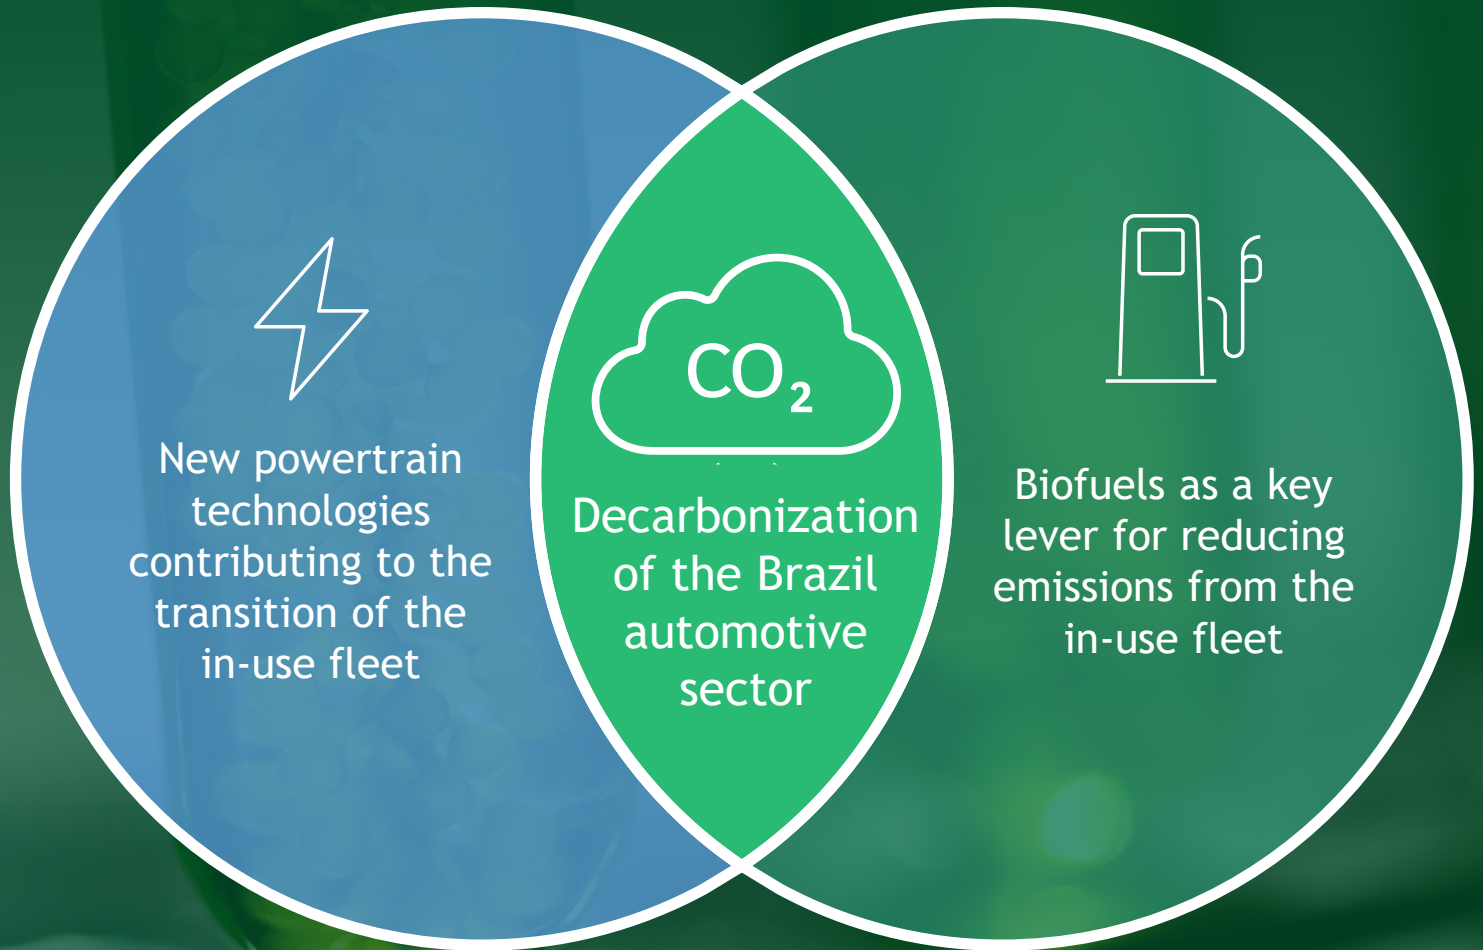 New powertrain
technologies
contributing to the
transition of the
in-use fleet
CO₂
Decarbonization
of the Brazil
automotive
sector
Biofuels as a key
lever for reducing
emissions from the
in-use fleet